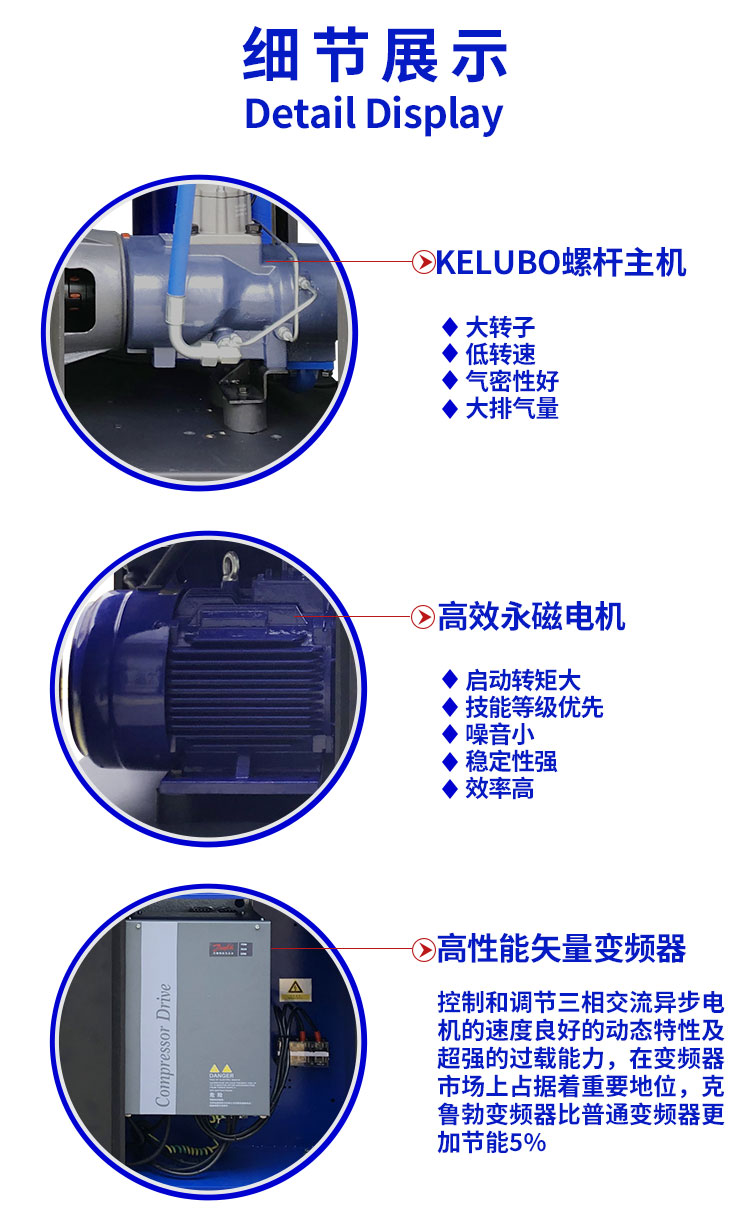 细节展示
Detail Display
KELUBO螺杆主机
大转子
低转速
气密性好
大排气量
高效永磁电机
启动转矩大
技能等级优先
噪音小
稳定性强
效率高
高性能矢量变频器
控制和调节三相交流异步电
机的速度良好的动态特性及
超强的过载能力，在变频器
市场上占据着重要地位，克
鲁勃变频器比普通变频器更
加节能5%
Danfoss
Compressor Drive
DANGER
危险